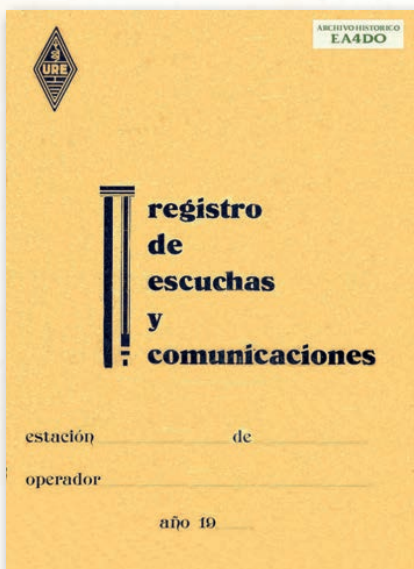 URE
ARCHIVO HISTORICO
EA4DO
registro
de
escuchas
y
comunicaciones
estación de
operador
año 19